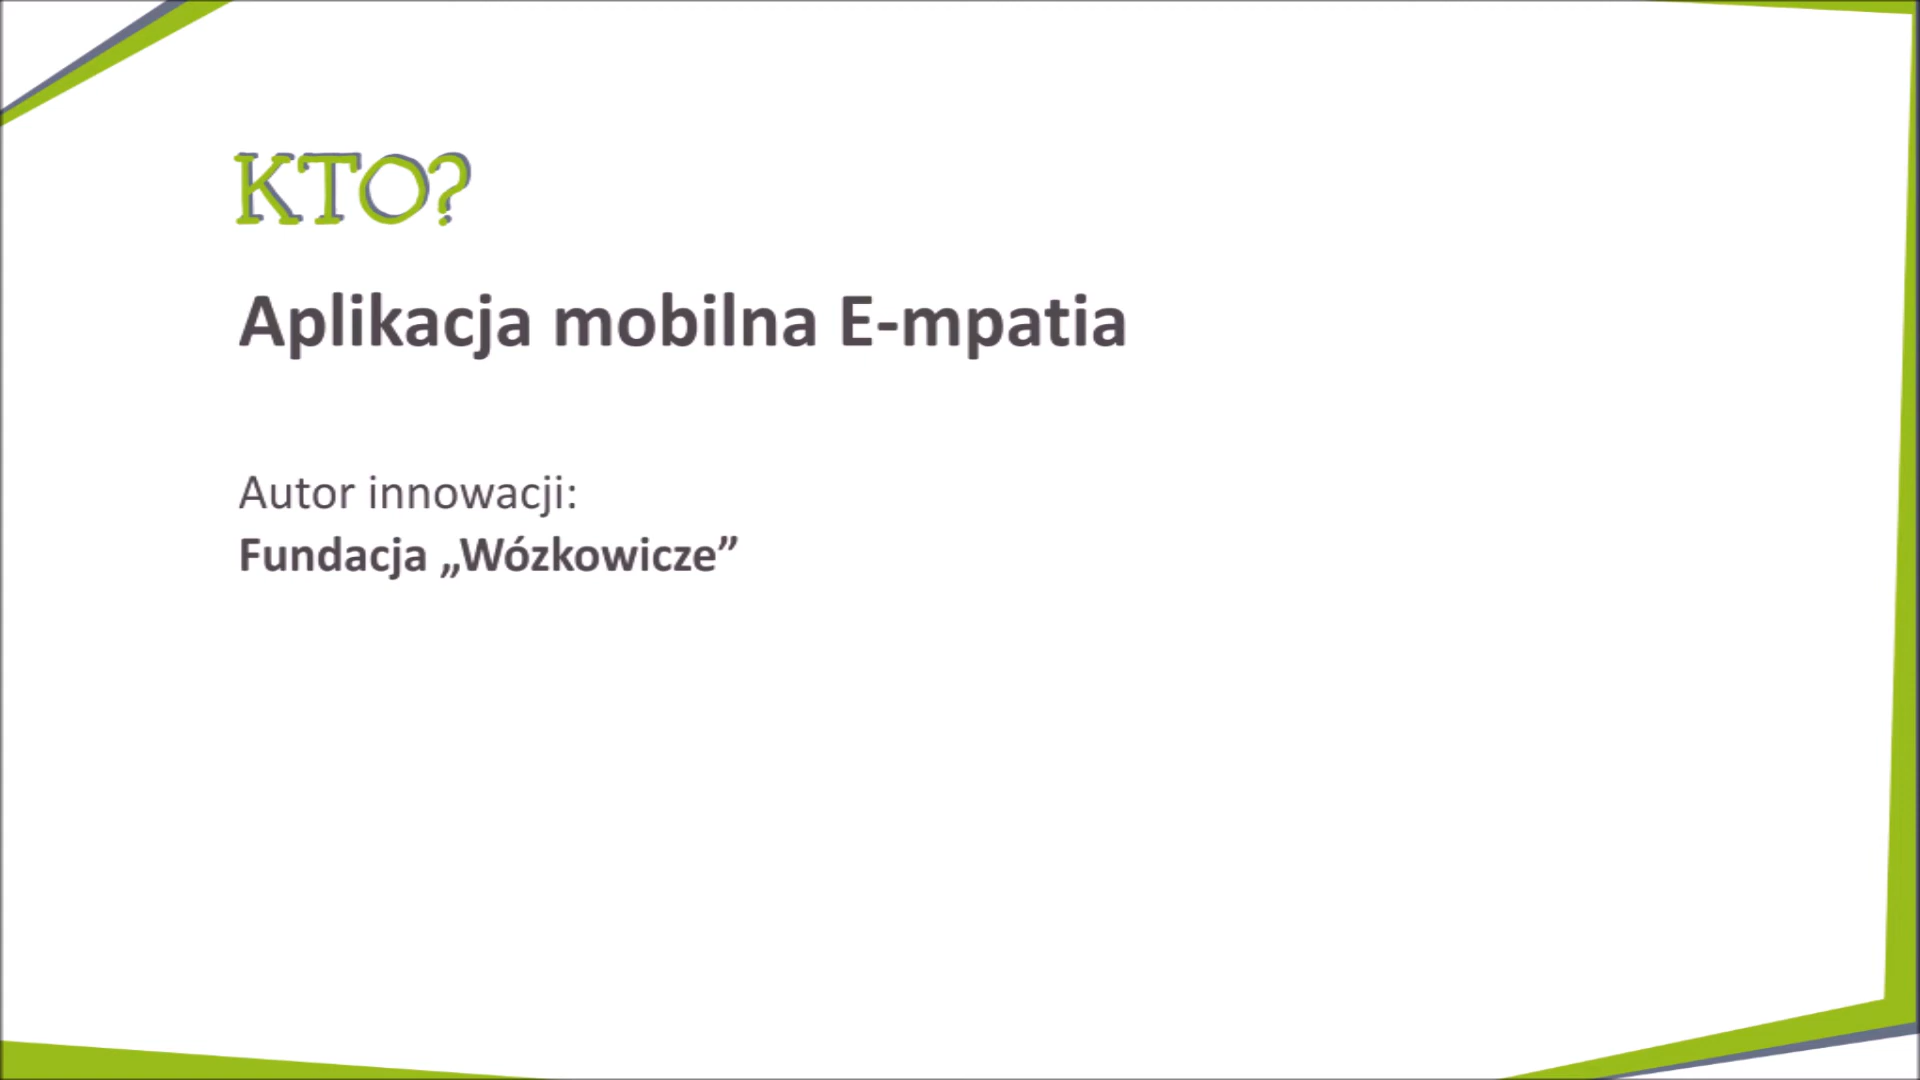 KTO?
Aplikacja mobilna E-mpatia
Autor innowacji:
Fundacja „Wózkowicze”